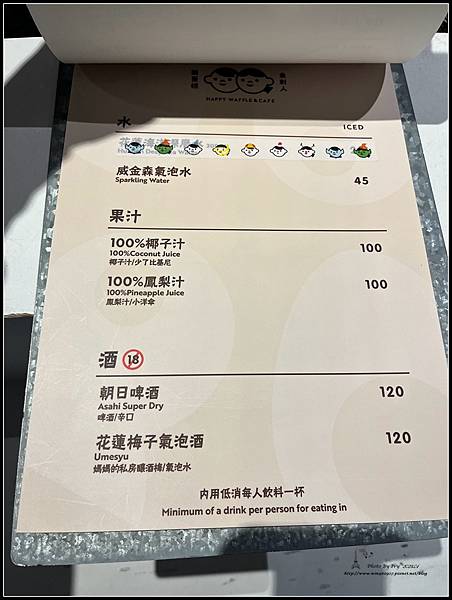 HAPPY WAFFLE & CAFE
水 ICED
威金森氣泡水 45
Sparkling Water
果汁
100%椰子汁 100
100%Coconut Juice
椰子汁/少了比基尼
100%鳳梨汁 100
100%Pineapple Juice
鳳梨汁/小洋傘
酒 18
朝日啤酒 120
Asahi Super Dry
啤酒/辛口
花蓮梅子氣泡酒 120
Umesyu
媽媽的私房釀酒梅/氣泡水
內用低消每人飲料一杯
Minimum of a drink per person for eating in
Photo By